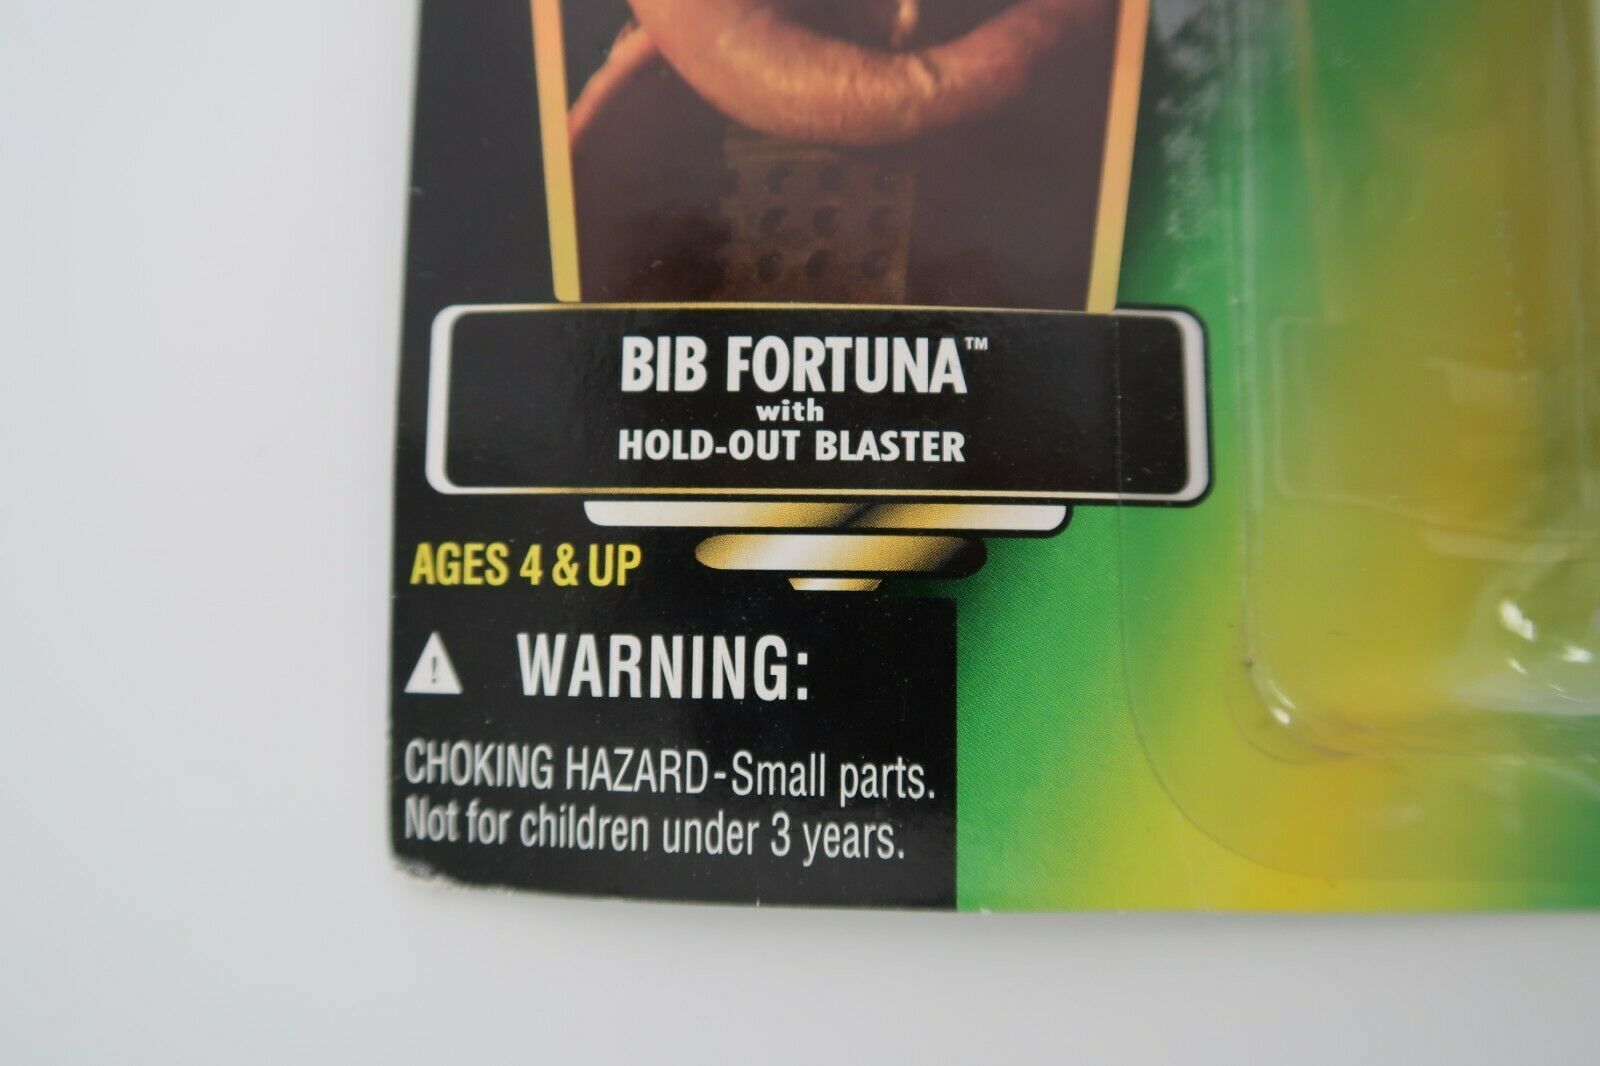 BIB FORTUNA™
with
HOLD-OUT BLASTER
AGES 4 & UP
WARNING:
CHOKING HAZARD-Small parts.
Not for children under 3 years.